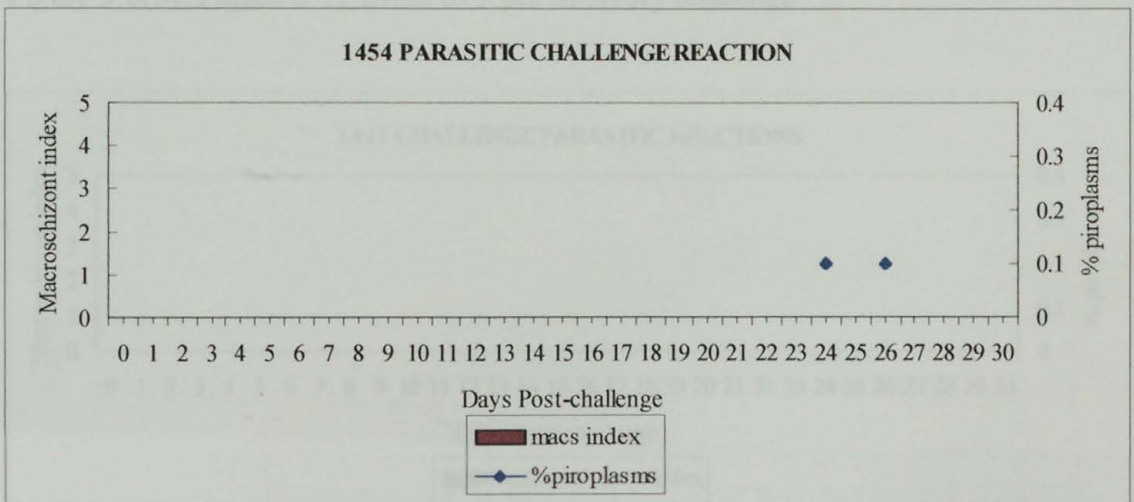 1454 PARASITIC CHALLENGE REACTION
Macroschizont index
5
4
3
2
1
0
0.4
0.3
0.2
0.1
0
% piroplasms
0 1 2 3 4 5 6 7 8 9 10 11 12 13 14 15 16 17 18 19 20 21 22 23 24 25 26 27 28 29 30
Days Post-challenge
macs index
%piroplasms